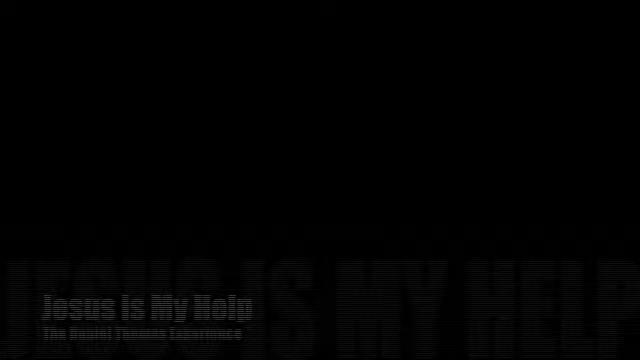 JESUS IS MY HELP
Jesus Is My Help
The Daniel Thomas Experience